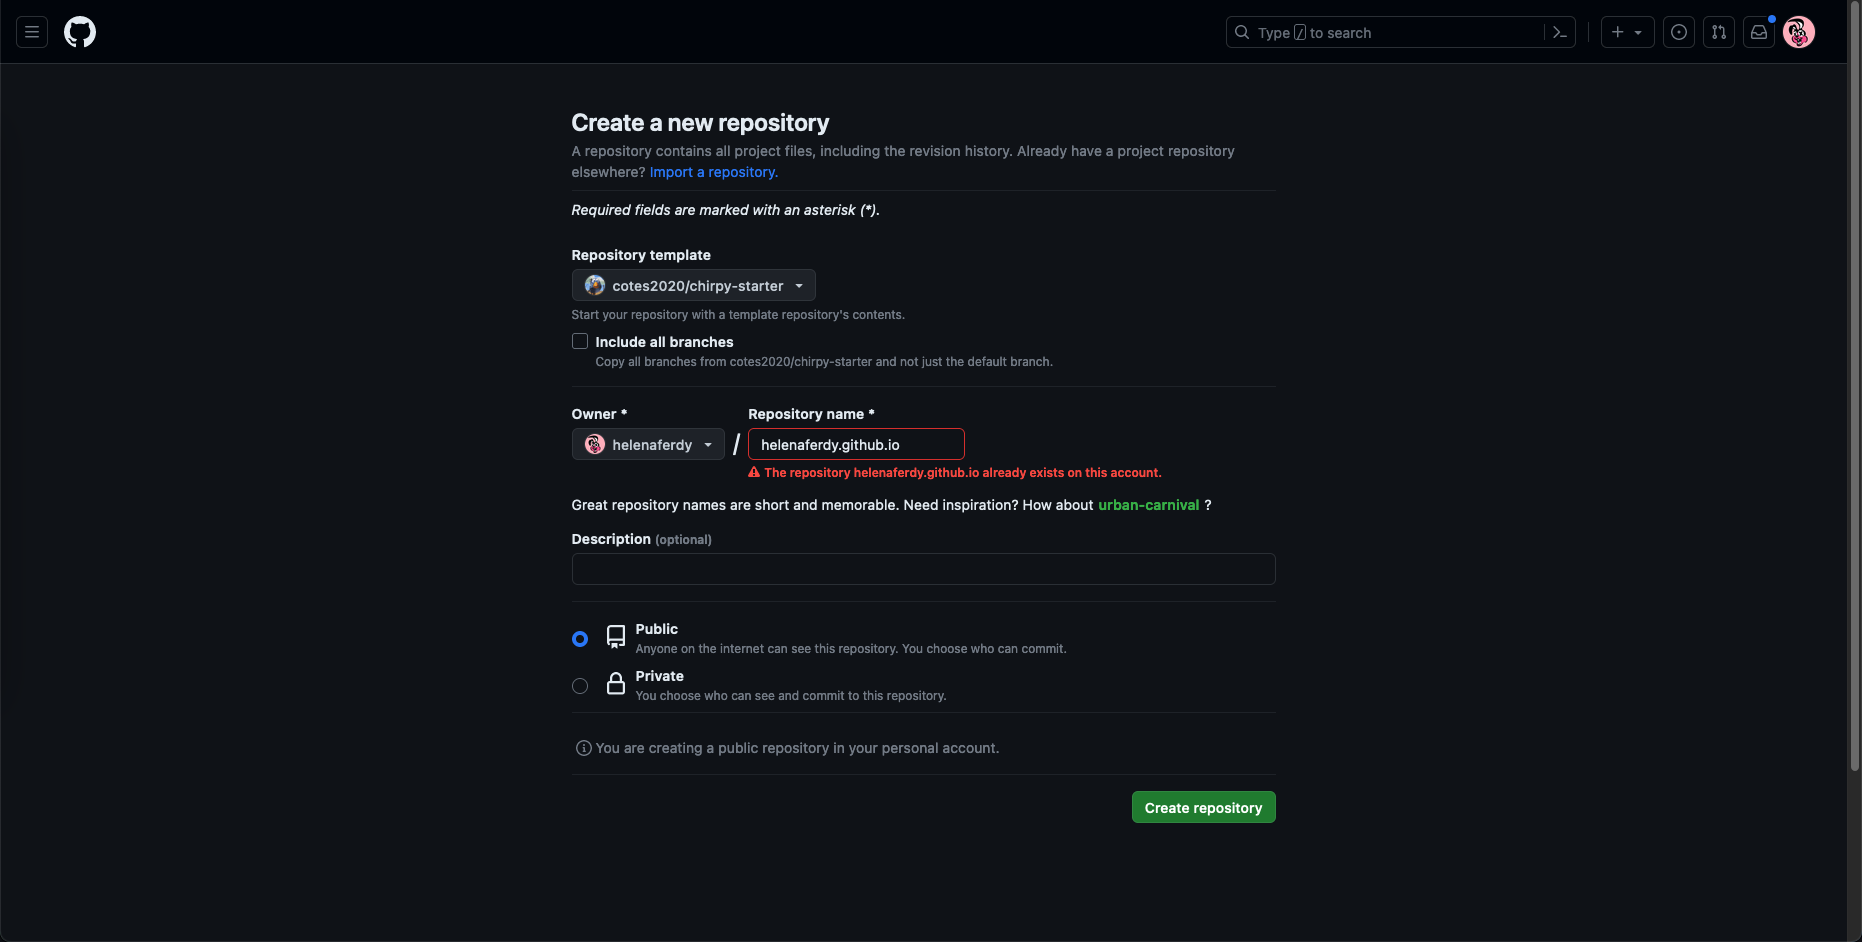 Type / to search
Create a new repository
A repository contains all project files, including the revision history. Already have a project repository
elsewhere? Import a repository.
Required fields are marked with an asterisk (*).
Repository template
cotes2020/chirpy-starter
Start your repository with a template repository's contents.
Include all branches
Copy all branches from cotes2020/chirpy-starter and not just the default branch.
Owner * Repository name *
helenaferdy / helenaferdy.github.io
The repository helenaferdy.github.io already exists on this account.
Great repository names are short and memorable. Need inspiration? How about urban-carnival ?
Description (optional)
Public
Anyone on the internet can see this repository. You choose who can commit.
Private
You choose who can see and commit to this repository.
You are creating a public repository in your personal account.
Create repository